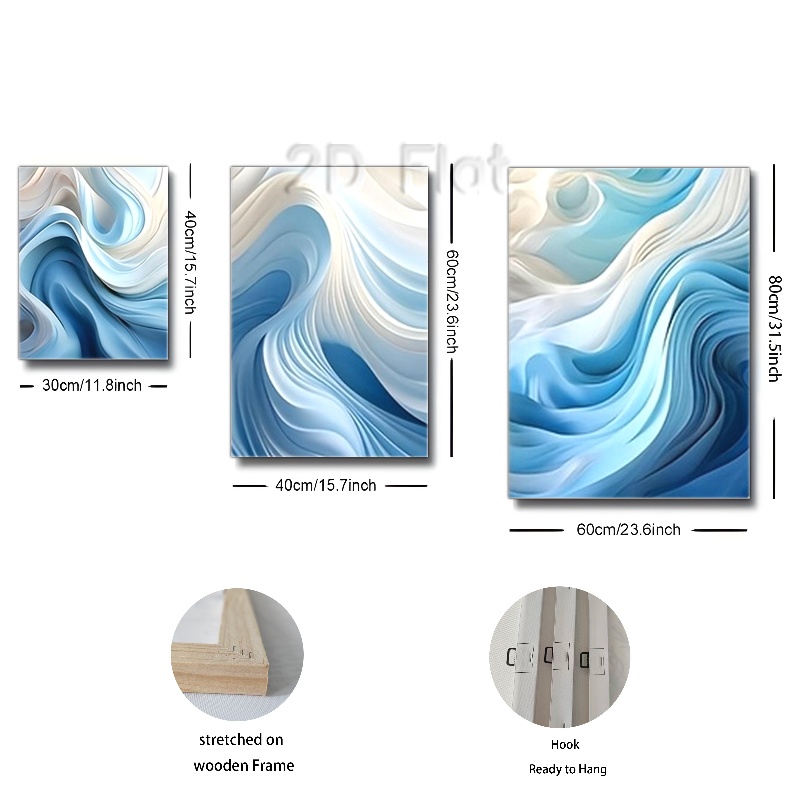 2D Flat
40cm/15.7inch
30cm/11.8inch
60cm/23.6inch
40cm/15.7inch
80cm/31.5inch
60cm/23.6inch
stretched on
wooden Frame
Hook
Ready to Hang